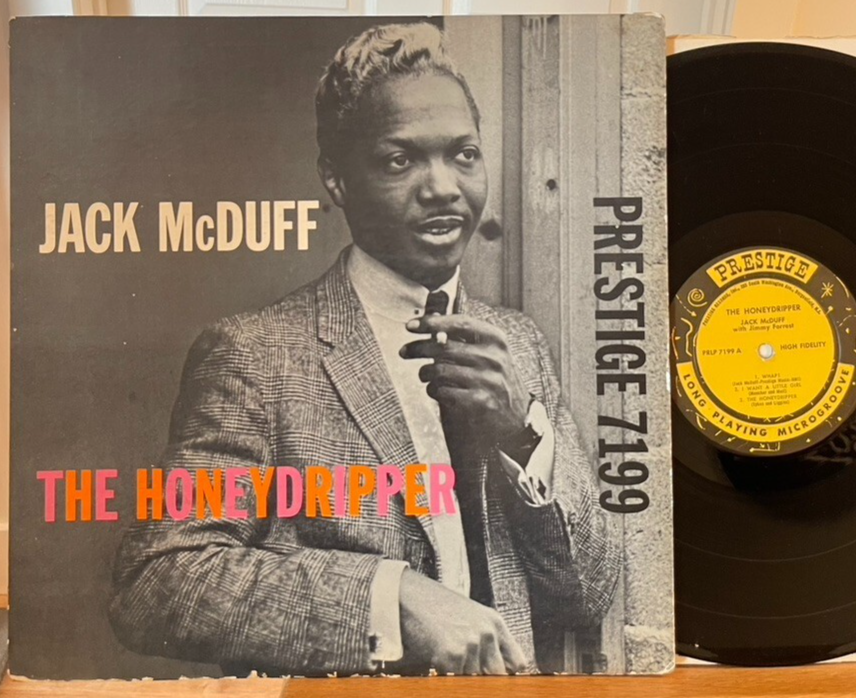 JACK McDUFF
THE HONEYDRIPPER
PRESTIGE 7199
PRESTIGE
THE HONEYDRIPPER
JACK McDUFF
with Jimmy Forrest
PRLP 7199 A
HIGH FIDELITY
1. WHAP!
2. I WANT A LITTLE GIRL
3. THE HONEYDRIPPER
LONG PLAYING MICROGROOVE